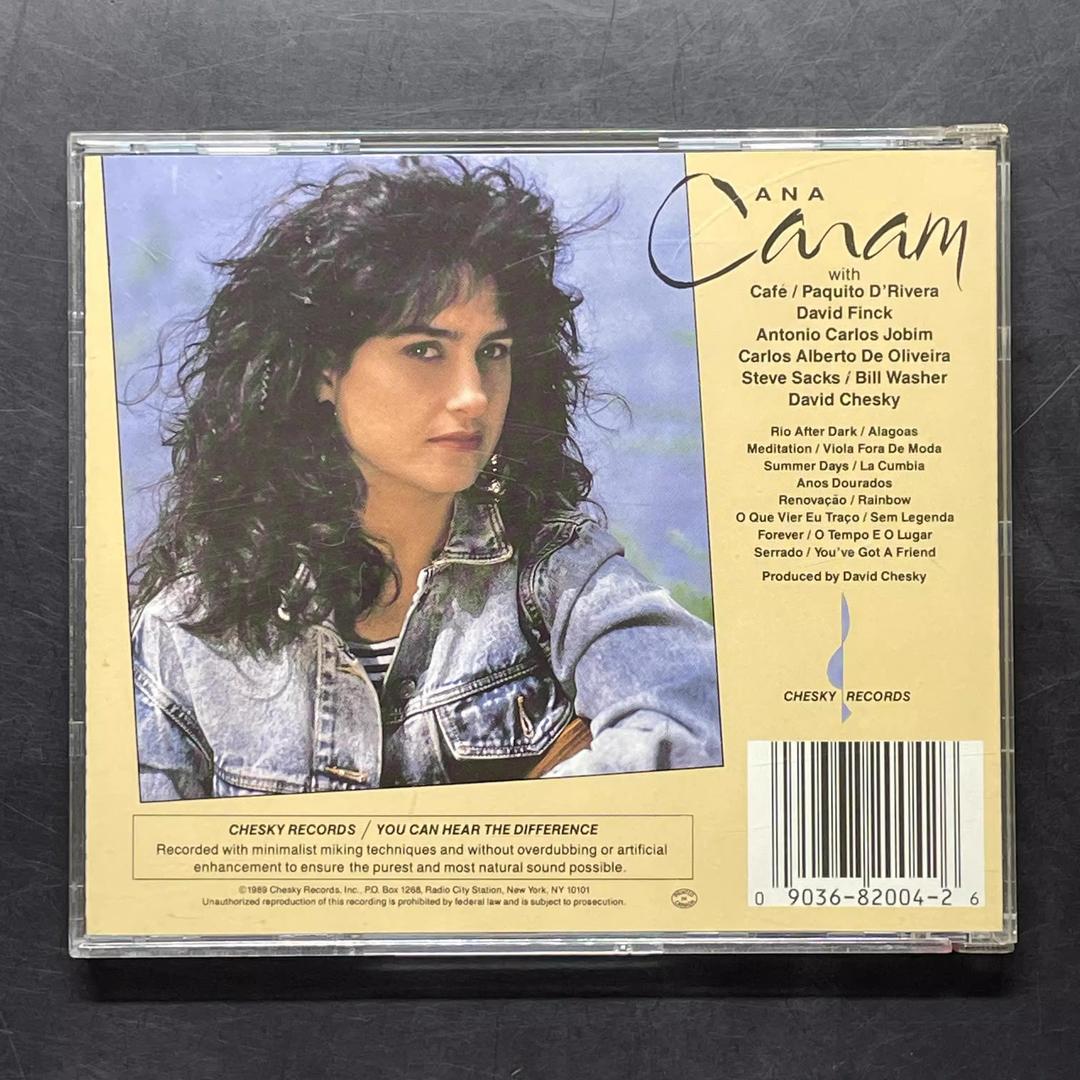 ANA
Caram
with
Café / Paquito D'Rivera
David Finck
Antonio Carlos Jobim
Carlos Alberto De Oliveira
Steve Sacks / Bill Washer
David Chesky
Rio After Dark / Alagoas
Meditation / Viola Fora De Moda
Summer Days / La Cumbia
Anos Dourados
Renovação / Rainbow
O Que Vier Eu Traço / Sem Legenda
Forever / O Tempo E O Lugar
Serrado / You've Got A Friend
Produced by David Chesky
CHESKY RECORDS
0 9036-82004-2 6
CHESKY RECORDS / YOU CAN HEAR THE DIFFERENCE
Recorded with minimalist miking techniques and without overdubbing or artificial
enhancement to ensure the purest and most natural sound possible.
©1989 Chesky Records, Inc., P.O. Box 1268, Radio City Station, New York, NY 10101
Unauthorized reproduction of this recording is prohibited by federal law and is subject to prosecution.